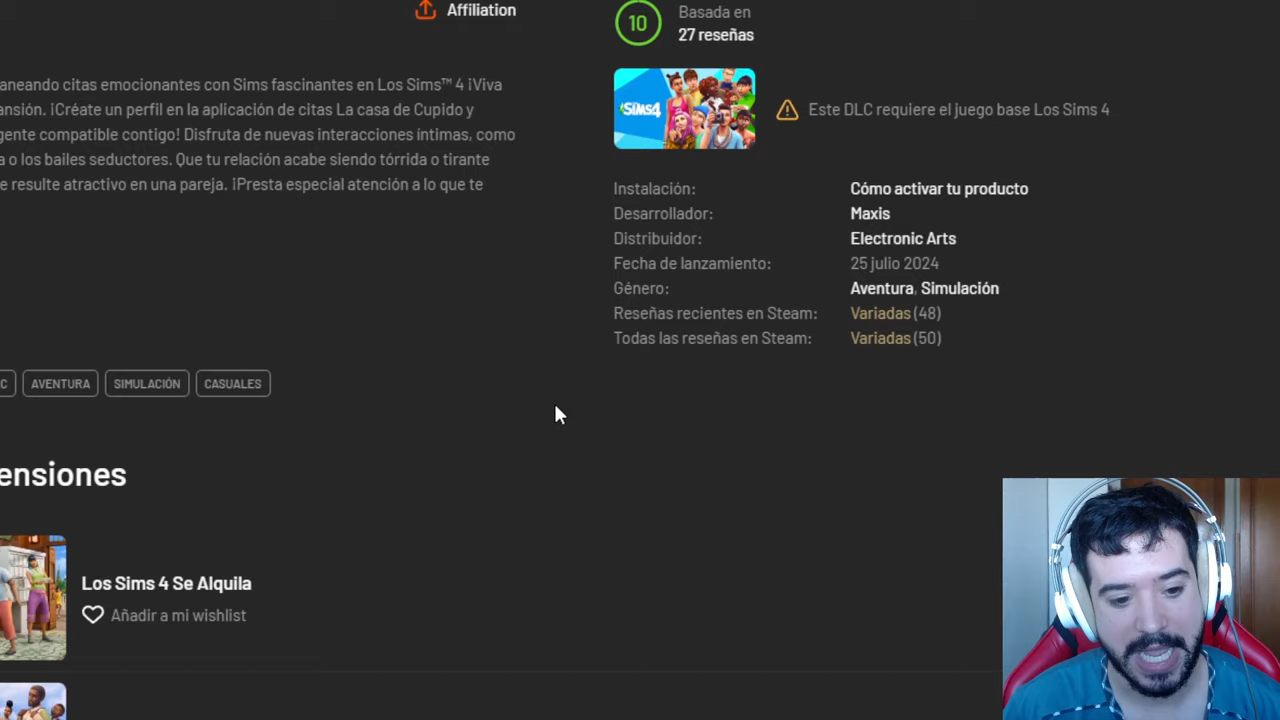 Affiliation
aneando citas emocionantes con Sims fascinantes en Los Sims™ 4 ¡Viva
ansión. ¡Créate un perfil en la aplicación de citas La casa de Cupido y
gente compatible contigo! Disfruta de nuevas interacciones íntimas, como
a o los bailes seductores. Que tu relación acabe siendo tórrida o tirante
e resulte atractivo en una pareja. ¡Presta especial atención a lo que te
C
AVENTURA
SIMULACIÓN
CASUALES
10
Basada en
27 reseñas
SIMS4
Este DLC requiere el juego base Los Sims 4
Instalación: Cómo activar tu producto
Desarrollador: Maxis
Distribuidor: Electronic Arts
Fecha de lanzamiento: 25 julio 2024
Género: Aventura, Simulación
Reseñas recientes en Steam: Variadas (48)
Todas las reseñas en Steam: Variadas (50)
ensiones
Los Sims 4 Se Alquila
Añadir a mi wishlist